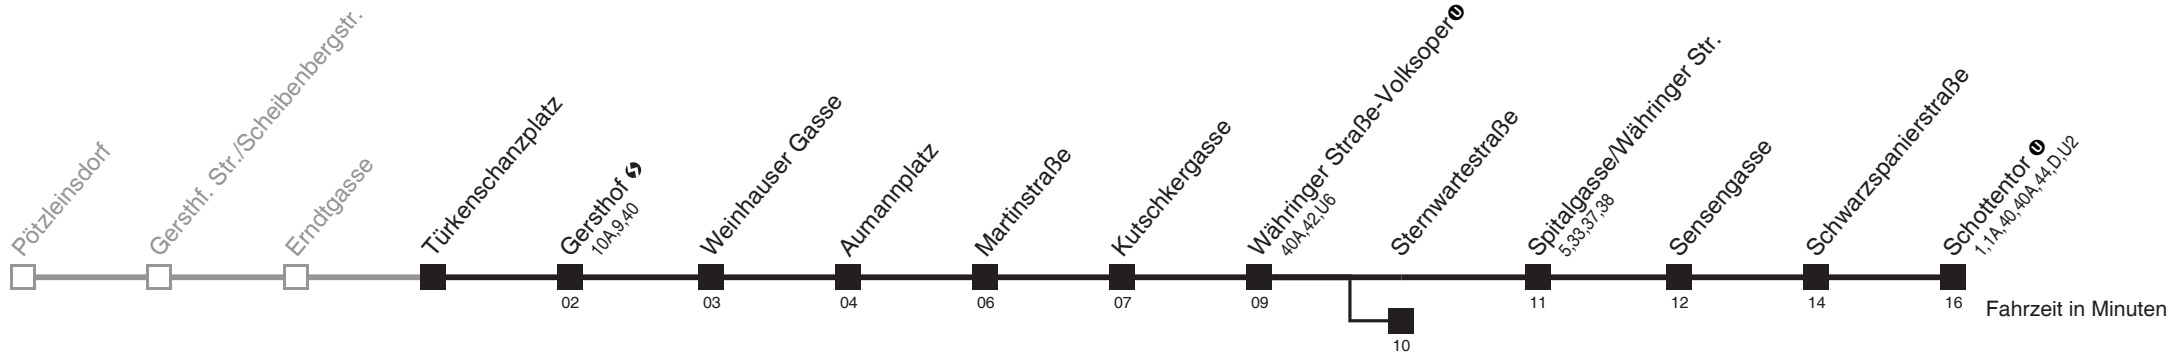 Pötzleinsdorf
Gersthf. Str./Scheibenbergstr.
Erndtgasse
Türkenschanzplatz
Gersthof
10A,9,40
Weinhauser Gasse
Aumannplatz
Martinstraße
Kutschkergasse
Währinger Straße-Volksoper U
40A,42,U6
Sternwartestraße
Spitalgasse/Währinger Str.
5,33,37,38
Sensengasse
Schwarzspanierstraße
Schottentor U
1,1A,40,40A,44,D,U2
02 03 04 06 07 09 11 12 14 16
Fahrzeit in Minuten
10